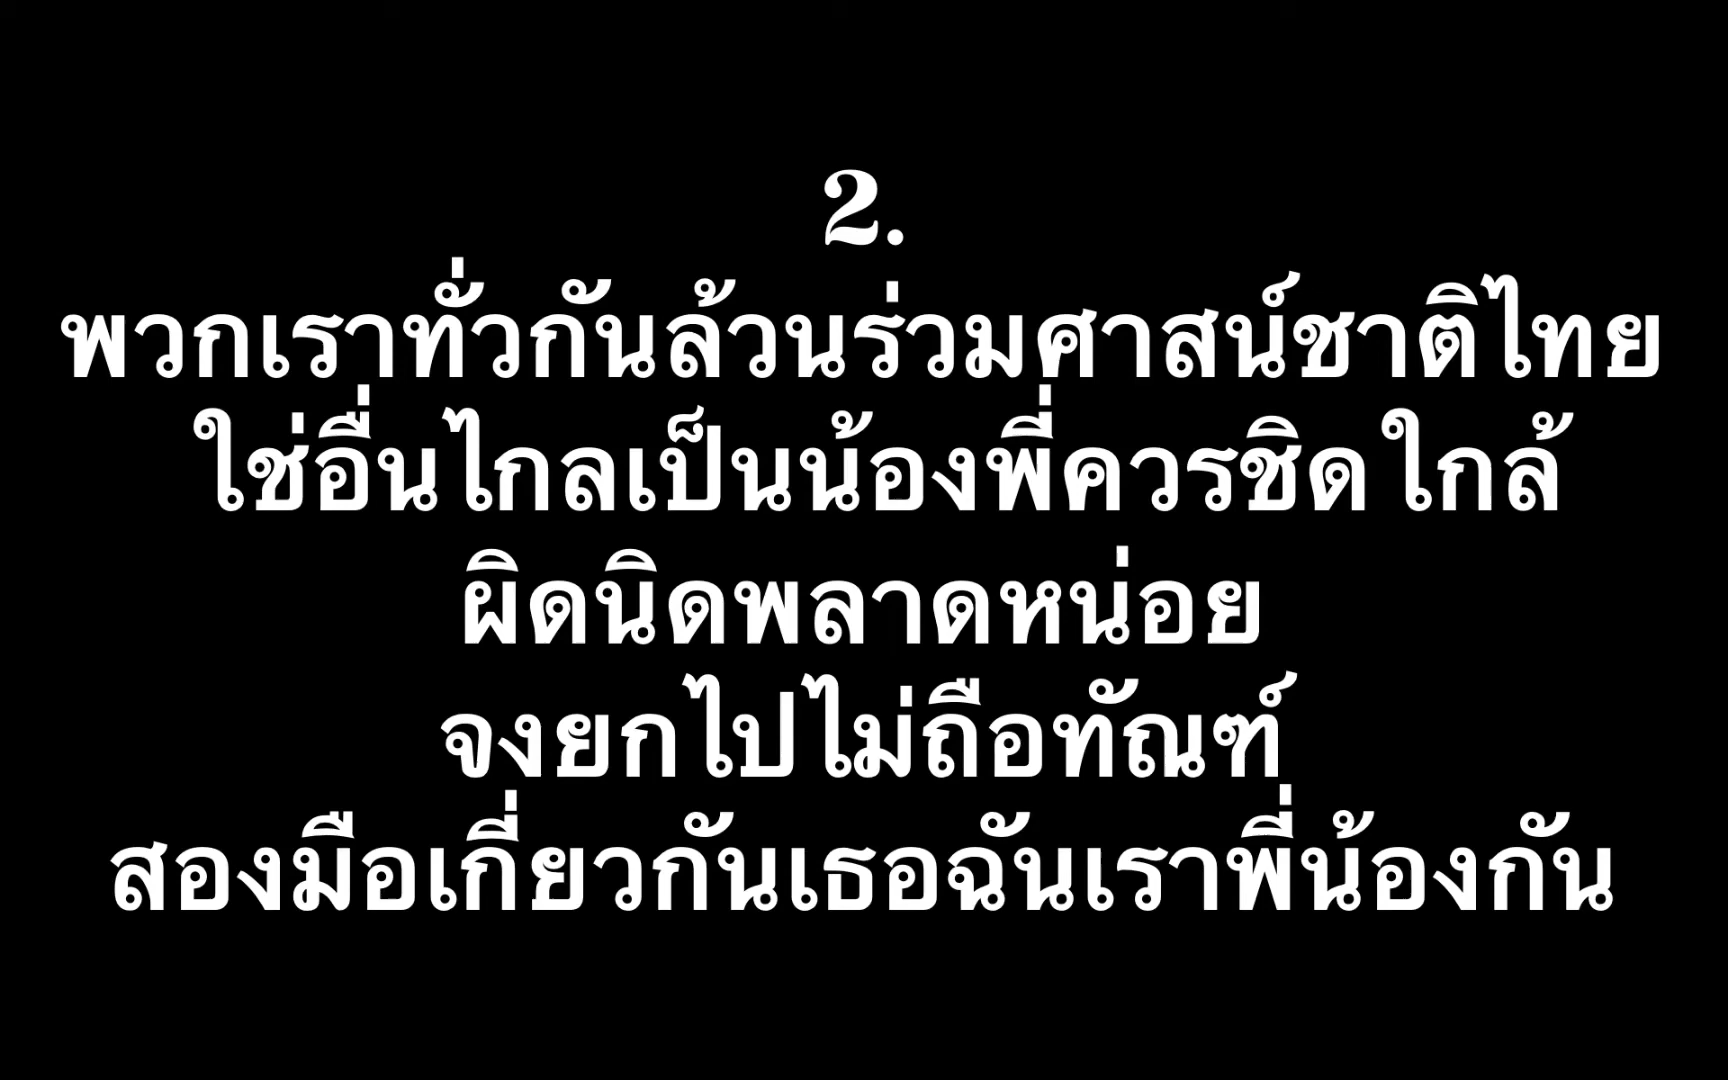 2.
พวกเราทั่วกันล้วนร่วมศาสน์ชาติไทย
ใช่อื่นไกลเป็นน้องพี่ควรชิดใกล้
ผิดนิดพลาดหน่อย
จงยกไปไม่ถือทัณฑ์
สองมือเกี่ยวกันเธอฉันเราพี่น้องกัน